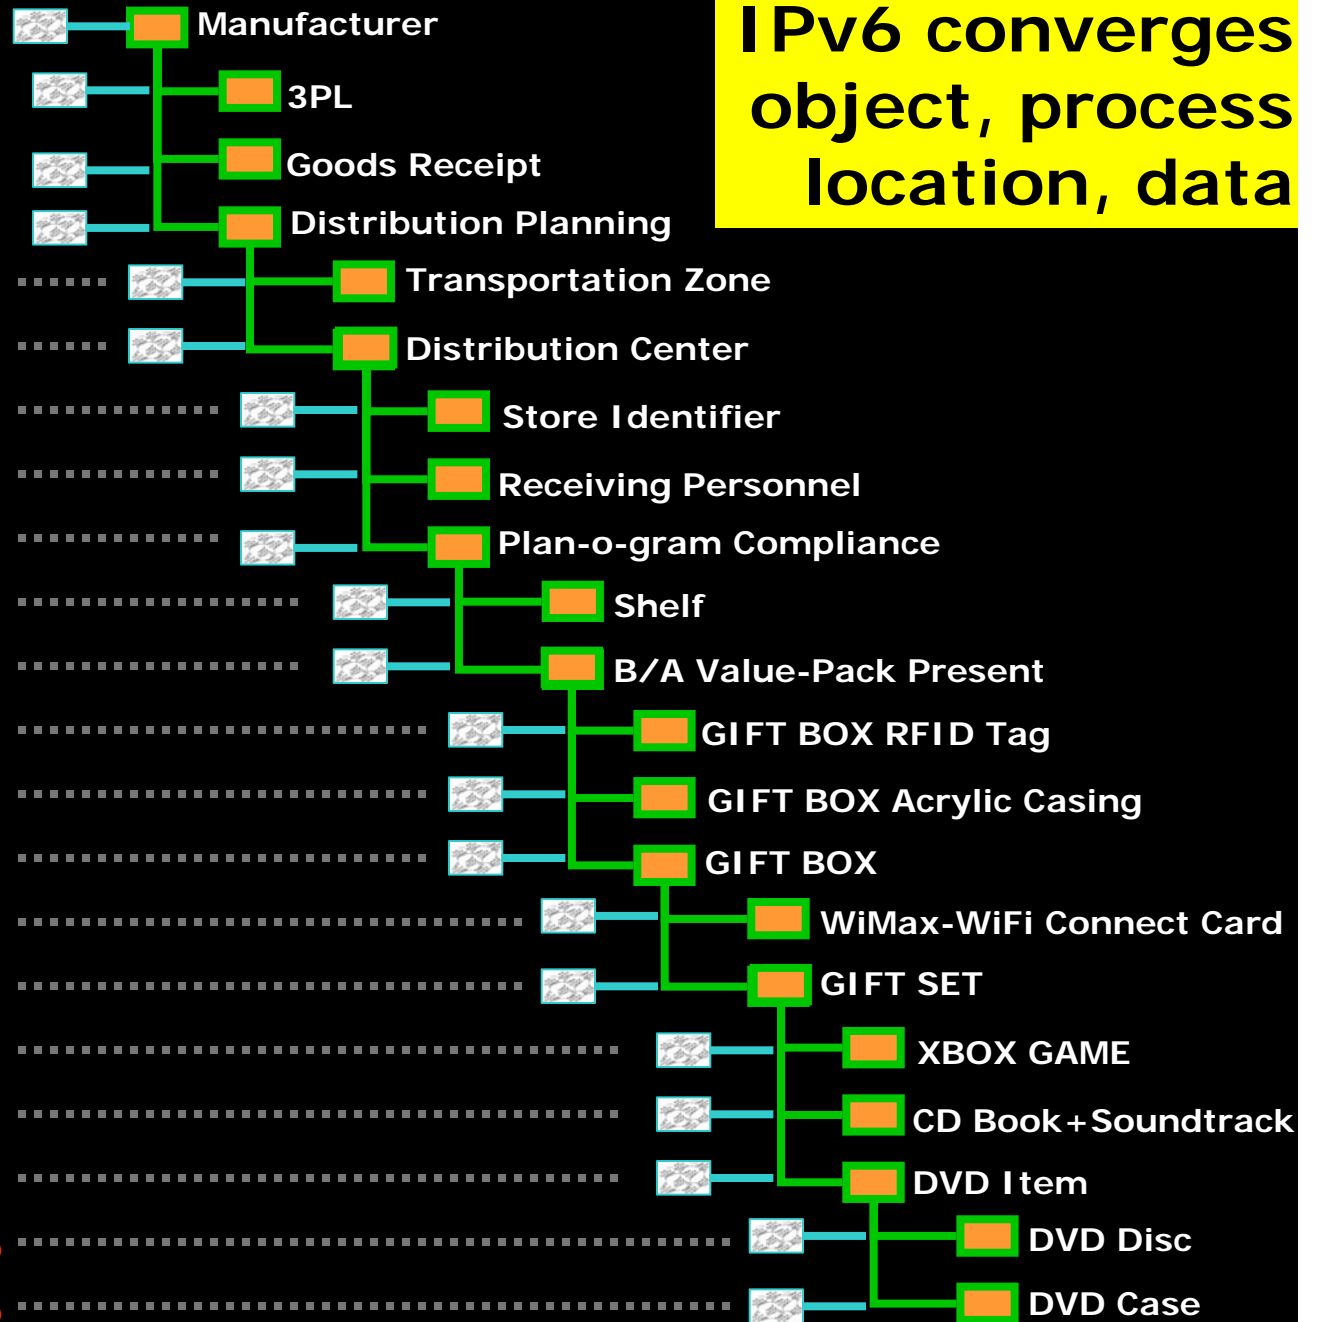 Manufacturer
IPv6 converges
object, process
location, data
3PL
Goods Receipt
Distribution Planning
Transportation Zone
Distribution Center
Store Identifier
Receiving Personnel
Plan-o-gram Compliance
Shelf
B/A Value-Pack Present
GIFT BOX RFID Tag
GIFT BOX Acrylic Casing
GIFT BOX
WiMax-WiFi Connect Card
GIFT SET
XBOX GAME
CD Book+Soundtrack
DVD Item
DVD Disc
DVD Case